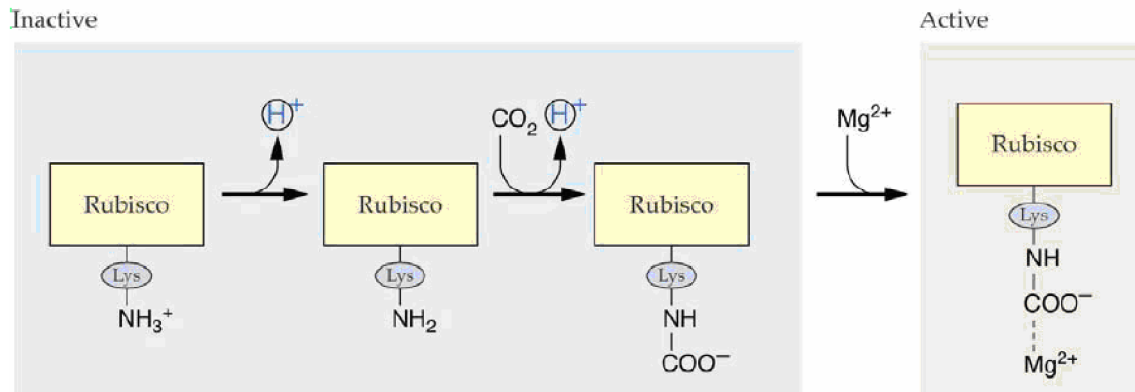 Inactive
Active
H⁺
CO₂
H⁺
Mg²⁺
Rubisco
Rubisco
Rubisco
Rubisco
Lys
Lys
Lys
Lys
NH₃⁺
NH₂
NH
COO⁻
NH
COO⁻
Mg²⁺